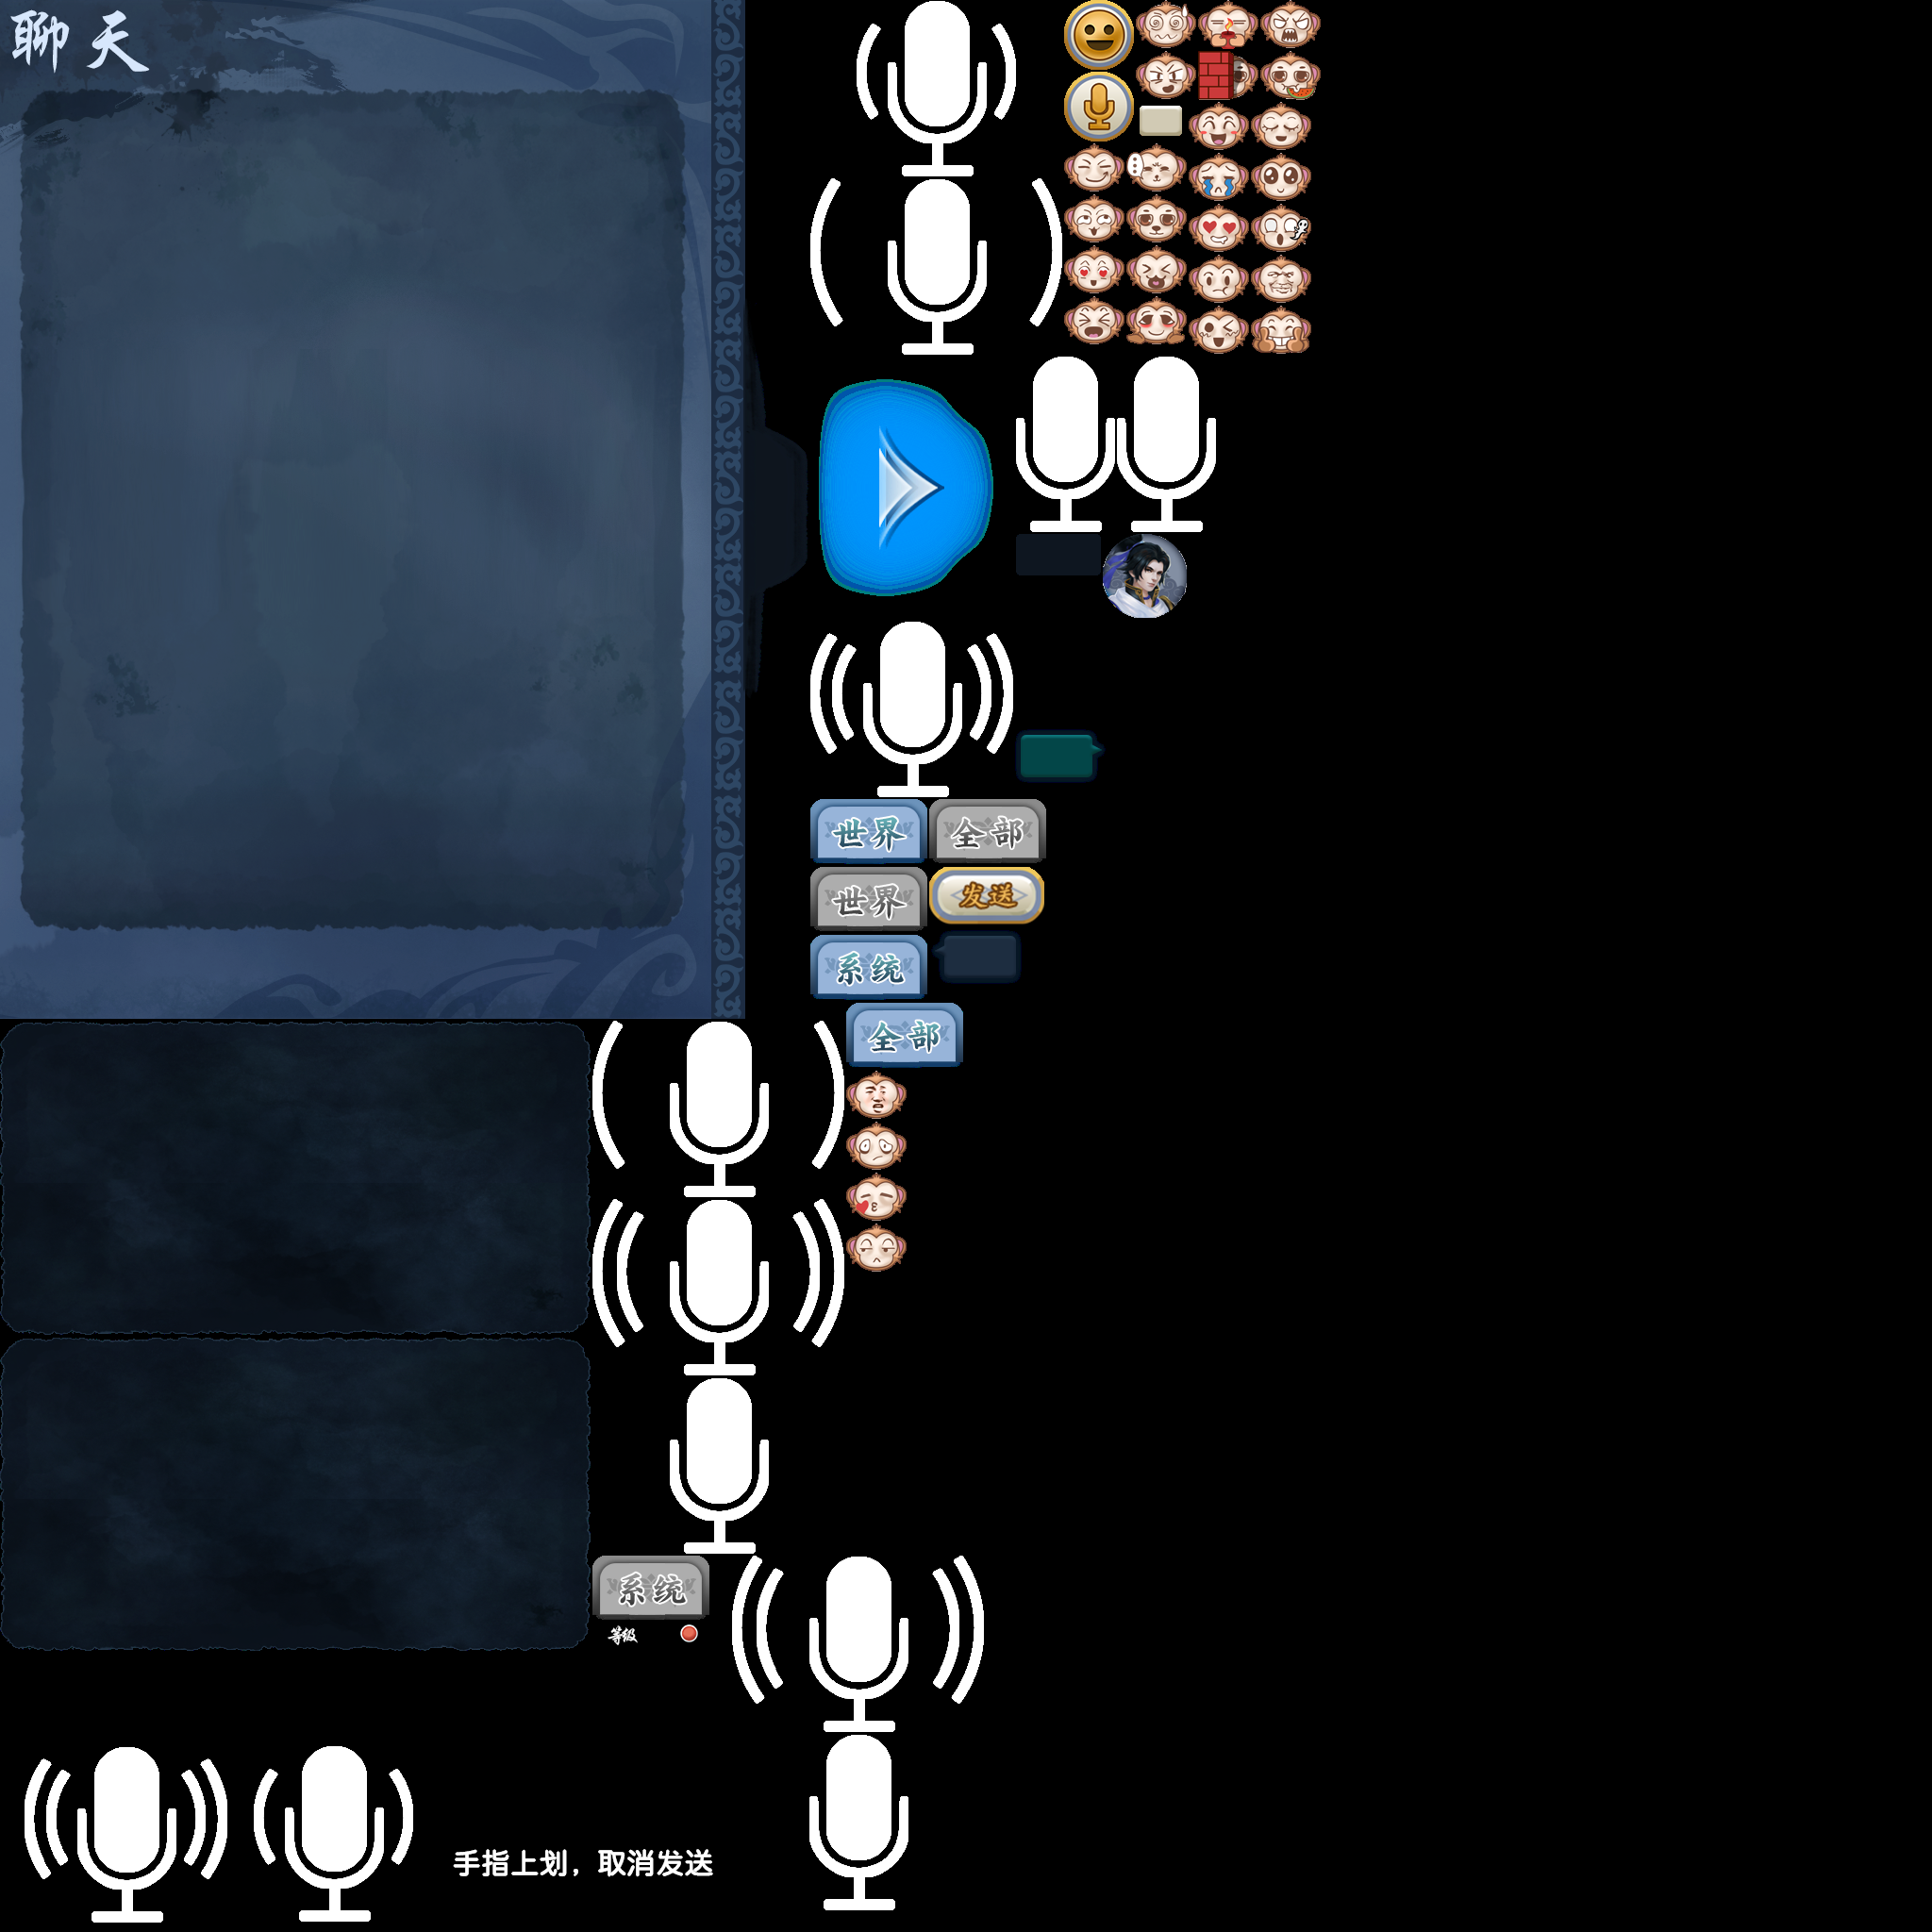 聊天
世界
全部
世界
发送
系统
全部
系统
等级
手指上划，取消发送